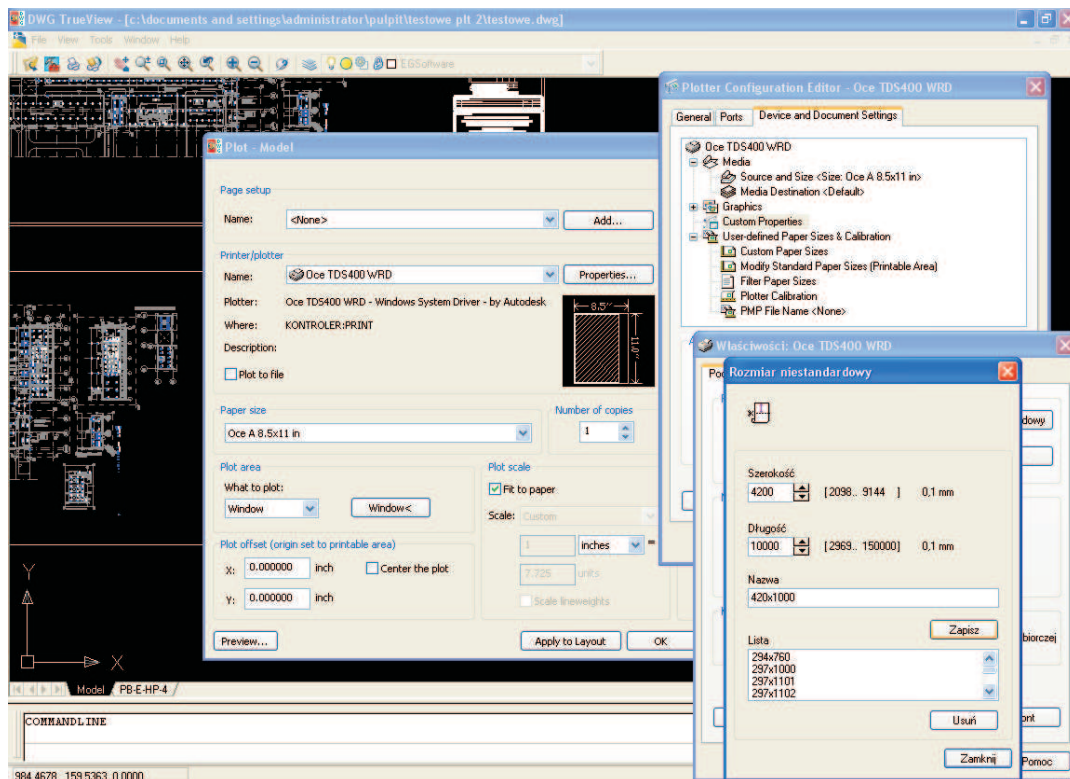 DWG TrueView - [c:\documents and settings\administrator\pulpit\testowe plt 2\testowe.dwg]
File View Tools Window Help
EGSoftware
Plot - Model
Page setup
Name: <None> Add...
Printer/plotter
Name: Oce TDS400 WRD Properties...
Plotter: Oce TDS400 WRD - Windows System Driver - by Autodesk
Where: KONTROLER:PRINT
Description:
Plot to file
8.5''
11.0''
Paper size
Oce A 8.5x11 in
Number of copies
1
Plot area
What to plot:
Window Window<
Plot scale
Fit to paper
Scale: Custom
1 inches =
7.725 units
Scale lineweights
Plot offset (origin set to printable area)
X: 0.000000 inch Center the plot
Y: 0.000000 inch
Preview... Apply to Layout OK
Plotter Configuration Editor - Oce TDS400 WRD
General Ports Device and Document Settings
Oce TDS400 WRD
Media
Source and Size <Size: Oce A 8.5x11 in>
Media Destination <Default>
Graphics
Custom Properties
User-defined Paper Sizes & Calibration
Custom Paper Sizes
Modify Standard Paper Sizes (Printable Area)
Filter Paper Sizes
Plotter Calibration
PMP File Name <None>
Właściwości: Oce TDS400 WRD
Rozmiar niestandardowy
Szerokość
4200 [2098.. 9144 ] 0,1 mm
Długość
10000 [2969.. 150000] 0,1 mm
Nazwa
420x1000
Zapisz
Lista
294x760
297x1000
297x1101
297x1102
Usuń
Zamknij
dowy
biorczej
ont
Pomoc
Y
X
Model PB-E-HP-4
COMMANDLINE
984.4678, 159.5363, 0.0000